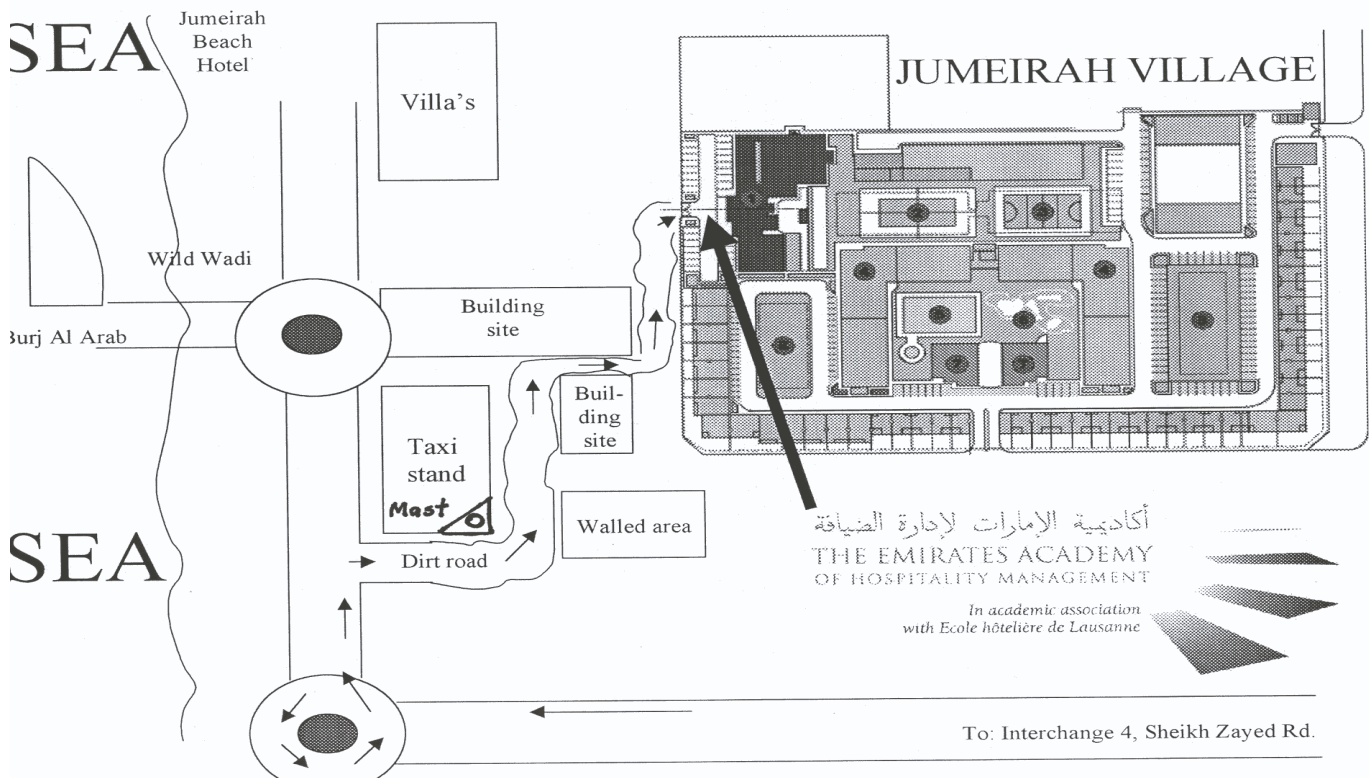 SEA
Jumeirah
Beach
Hotel
Villa's
JUMEIRAH VILLAGE
Wild Wadi
Burj Al Arab
Building
site
Buil-
ding
site
Taxi
stand
Mast
Walled area
Dirt road
SEA
أكاديمية الإمارات لإدارة الضيافة
THE EMIRATES ACADEMY
OF HOSPITALITY MANAGEMENT
In academic association
with Ecole hôtelière de Lausanne
To: Interchange 4, Sheikh Zayed Rd.